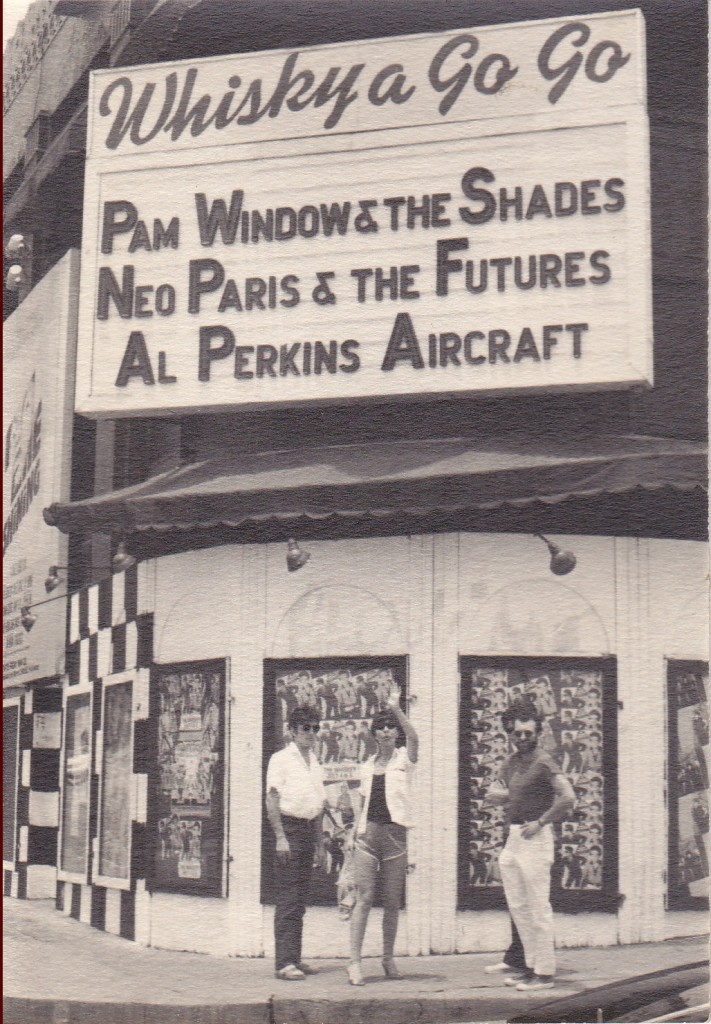 Whisky a Go Go
PAM WINDOW & THE SHADES
NEO PARIS & THE FUTURES
AL PERKINS AIRCRAFT